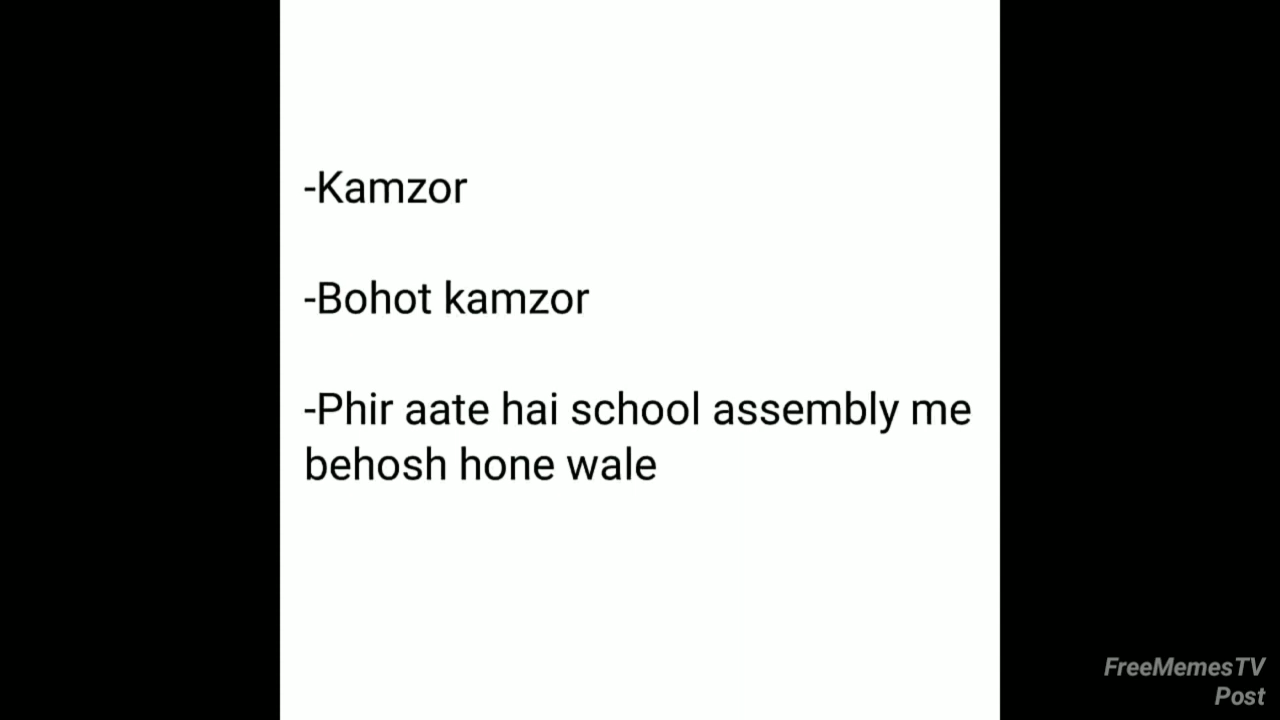 -Kamzor
-Bohot kamzor
-Phir aate hai school assembly me
behosh hone wale
FreeMemesTV
Post